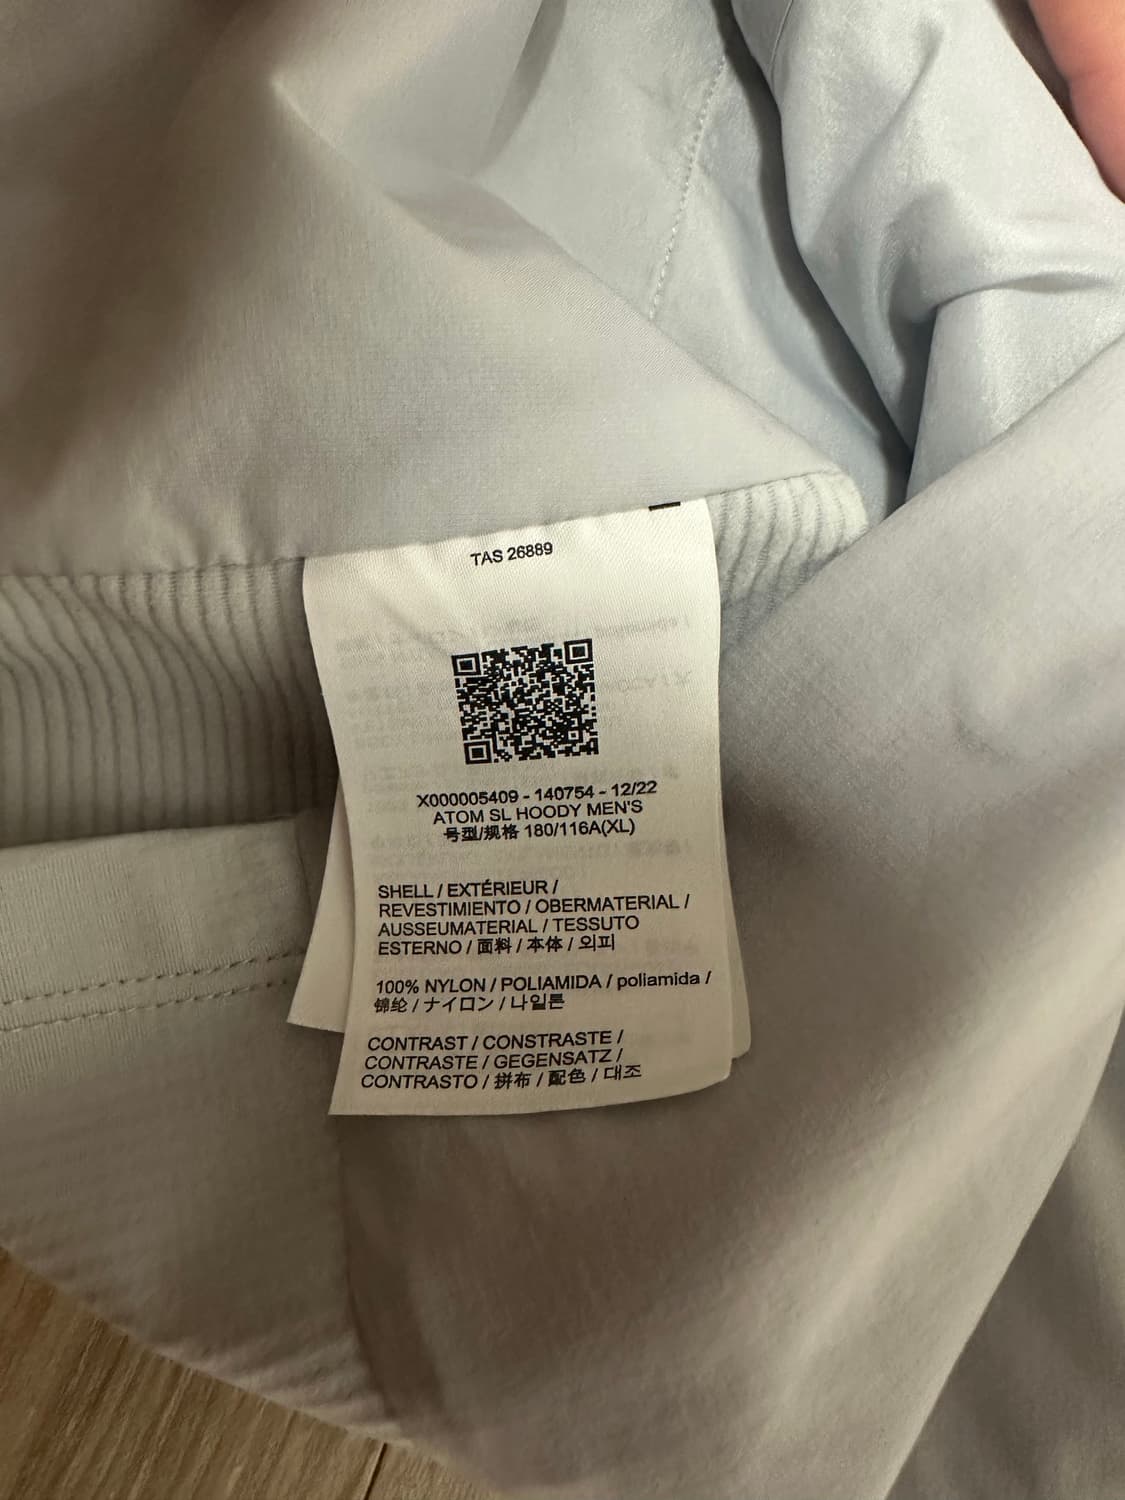 TAS 26889
X000005409 - 140754 - 12/22
ATOM SL HOODY MEN'S
号型/规格 180/116A(XL)
SHELL / EXTÉRIEUR /
REVESTIMIENTO / OBERMATERIAL /
AUSSEUMATERIAL / TESSUTO
ESTERNO / 面料 / 本体 / 외피
100% NYLON / POLIAMIDA / poliamida /
锦纶 / ナイロン / 나일론
CONTRAST / CONSTRASTE /
CONTRASTE / GEGENSATZ /
CONTRASTO / 拼布 / 配色 / 대조